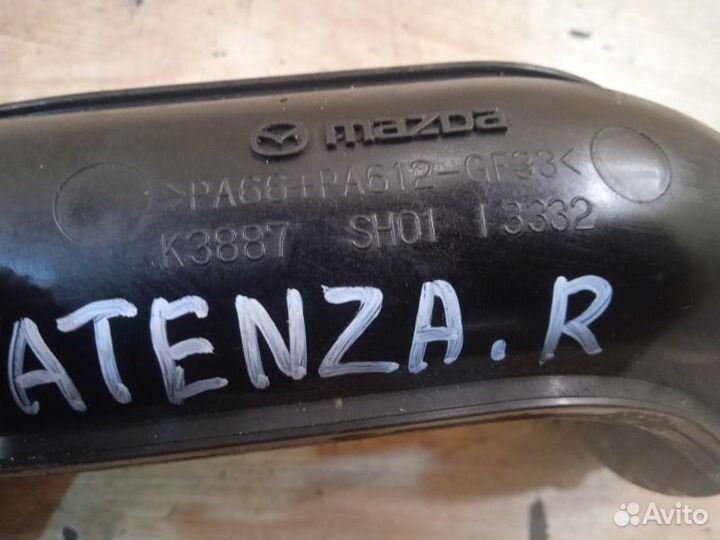 mazda
>PA66+PA612-GF33<
K3887 SH01 13332
ATENZA.R
Avito